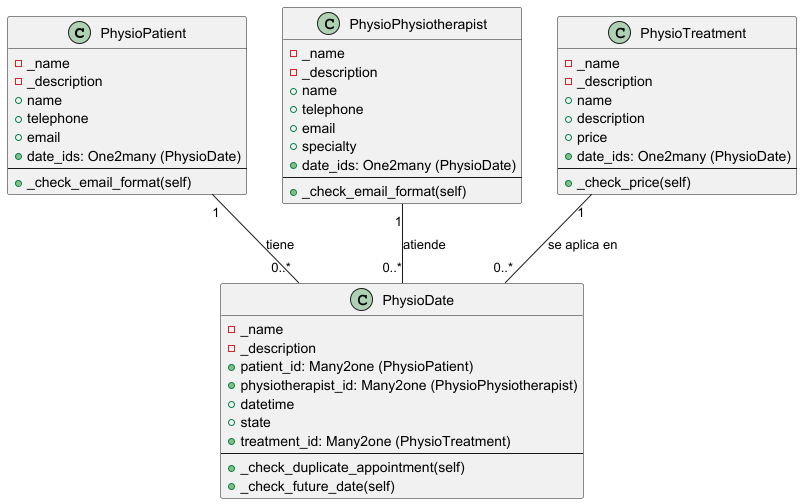 C PhysioPatient
_name
_description
name
telephone
email
date_ids: One2many (PhysioDate)
_check_email_format(self)
C PhysioPhysiotherapist
_name
_description
name
telephone
email
specialty
date_ids: One2many (PhysioDate)
_check_email_format(self)
C PhysioTreatment
_name
_description
name
description
price
date_ids: One2many (PhysioDate)
_check_price(self)
1
tiene
0..*
1
atiende
0..*
1
se aplica en
0..*
C PhysioDate
_name
_description
patient_id: Many2one (PhysioPatient)
physiotherapist_id: Many2one (PhysioPhysiotherapist)
datetime
state
treatment_id: Many2one (PhysioTreatment)
_check_duplicate_appointment(self)
_check_future_date(self)